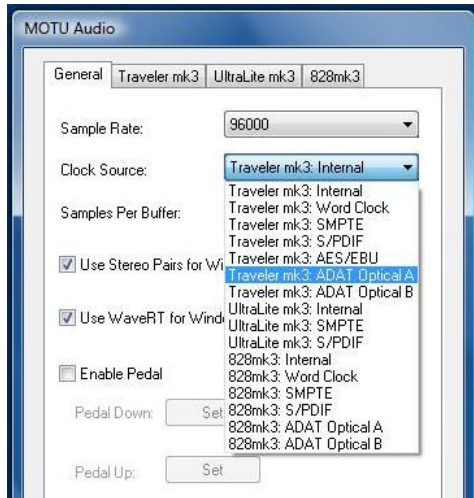 MOTU Audio
General Traveler mk3 UltraLite mk3 828mk3
Sample Rate: 96000
Clock Source: Traveler mk3: Internal
Traveler mk3: Internal
Traveler mk3: Word Clock
Samples Per Buffer:
Traveler mk3: SMPTE
Traveler mk3: S/PDIF
Traveler mk3: AES/EBU
Use Stereo Pairs for Wi
Traveler mk3: ADAT Optical A
Traveler mk3: ADAT Optical B
UltraLite mk3: Internal
Use WaveRT for Wind
UltraLite mk3: SMPTE
UltraLite mk3: S/PDIF
828mk3: Internal
Enable Pedal
828mk3: Word Clock
828mk3: SMPTE
Pedal Down: Set
828mk3: S/PDIF
828mk3: ADAT Optical A
828mk3: ADAT Optical B
Pedal Up: Set